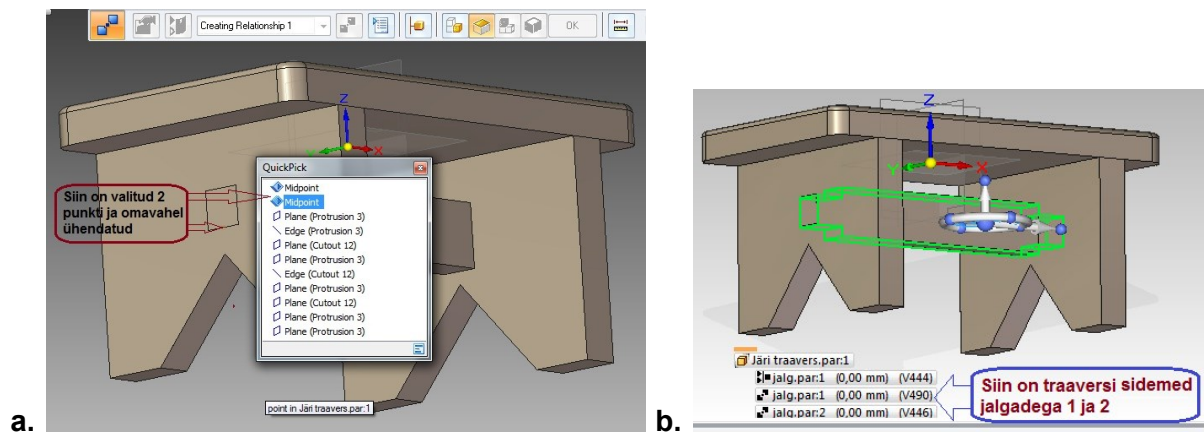 Creating Relationship 1
OK
Z
Y
X
QuickPick
Midpoint
Midpoint
Plane (Protrusion 3)
Edge (Protrusion 3)
Plane (Cutout 12)
Plane (Protrusion 3)
Edge (Cutout 12)
Plane (Protrusion 3)
Plane (Cutout 12)
Plane (Protrusion 3)
Plane (Protrusion 3)
Siin on valitud 2
punkti ja omavahel
ühendatud
point in Järi traavers.par:1
a.
Z
Y
X
Järi traavers.par:1
jalg.par:1 (0,00 mm) (V444)
jalg.par:1 (0,00 mm) (V490)
jalg.par:2 (0,00 mm) (V446)
Siin on traaversi sidemed
jalgadega 1 ja 2
b.